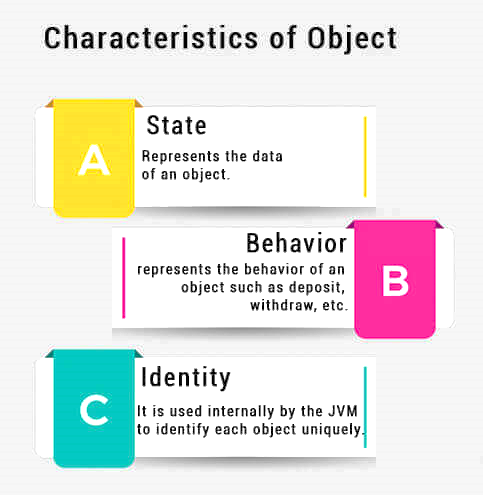 Characteristics of Object
A
State
Represents the data
of an object.
Behavior
represents the behavior of an
object such as deposit,
withdraw, etc.
B
C
Identity
It is used internally by the JVM
to identify each object uniquely.